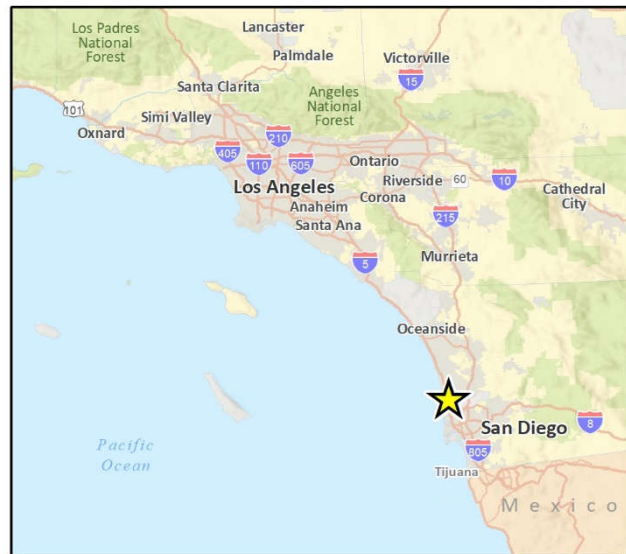 Los Padres
National
Forest
Lancaster
Palmdale
Victorville
15
Santa Clarita
Angeles
National
Forest
101
Oxnard
Simi Valley
210
405
110
605
Ontario
10
Los Angeles
Riverside
60
Corona
Cathedral
City
Anaheim
215
Santa Ana
5
Murrieta
Oceanside
San Diego
8
805
Pacific
Ocean
Tijuana
Mexico